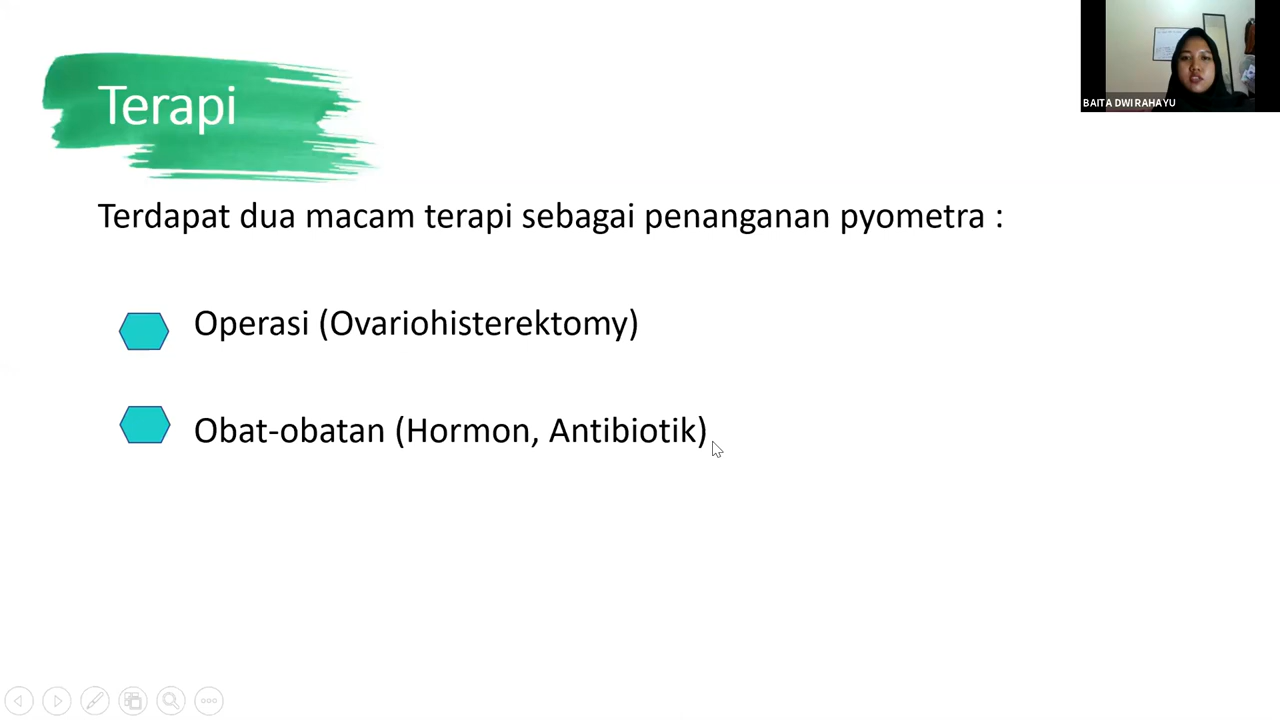 Terapi
BAITA DWI RAHAYU
Terdapat dua macam terapi sebagai penanganan pyometra :
Operasi (Ovariohisterektomy)
Obat-obatan (Hormon, Antibiotik)